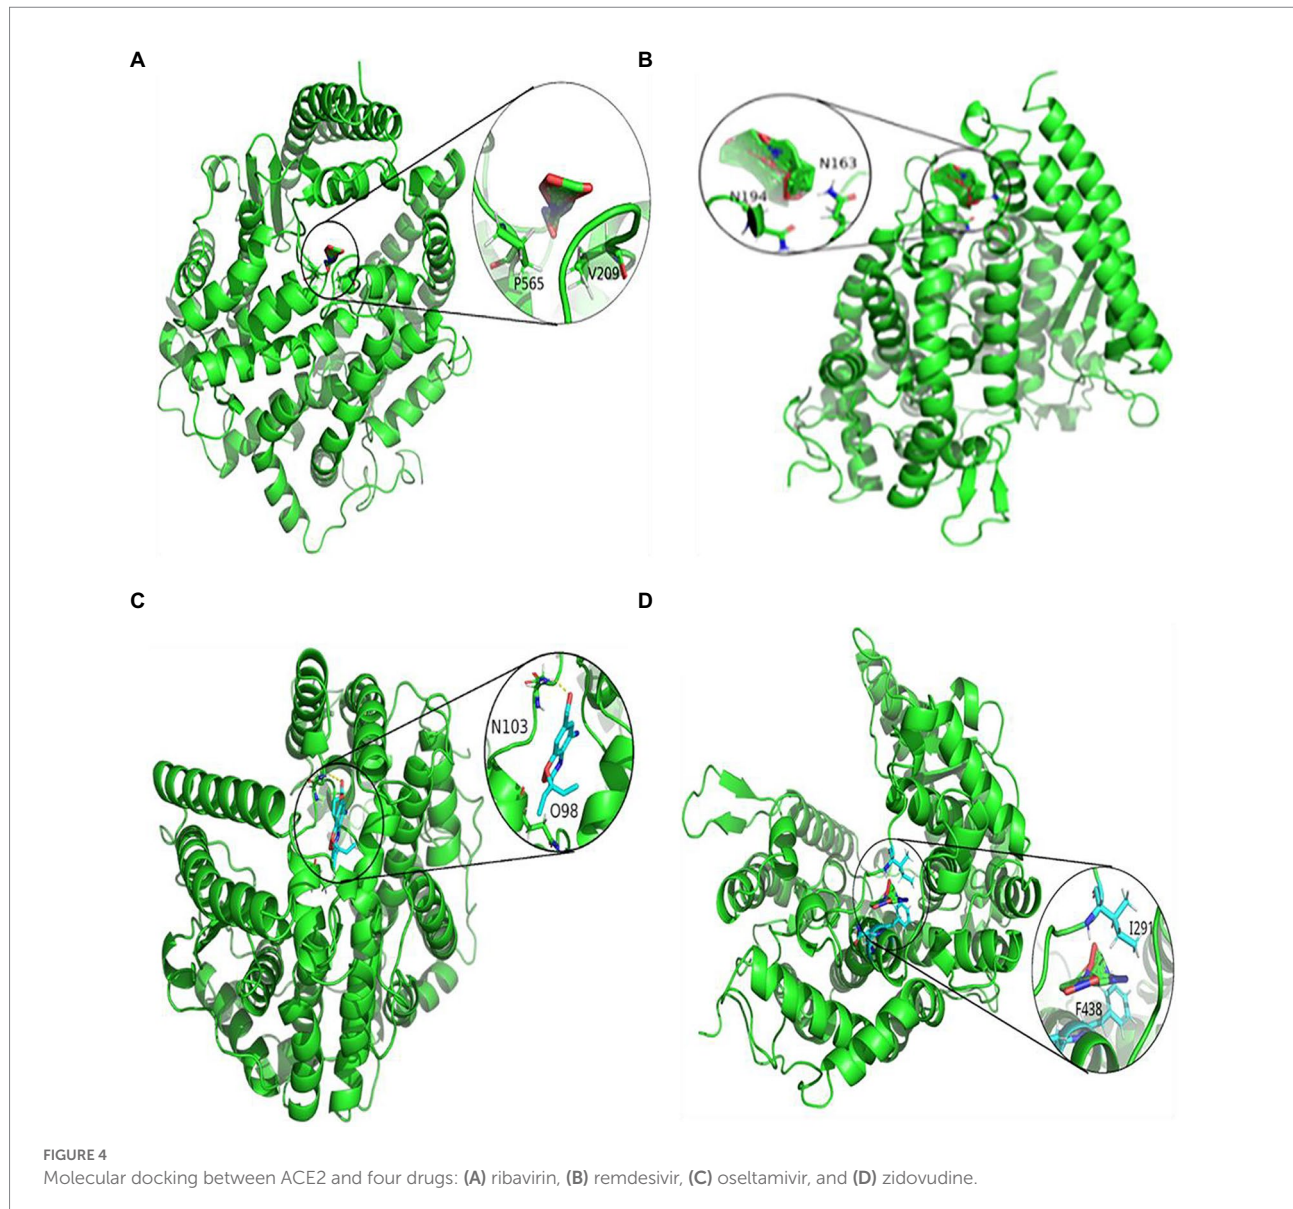 A
B
N163
N194
P565
V209
C
D
N103
O98
I291
F438
FIGURE 4
Molecular docking between ACE2 and four drugs: (A) ribavirin, (B) remdesivir, (C) oseltamivir, and (D) zidovudine.